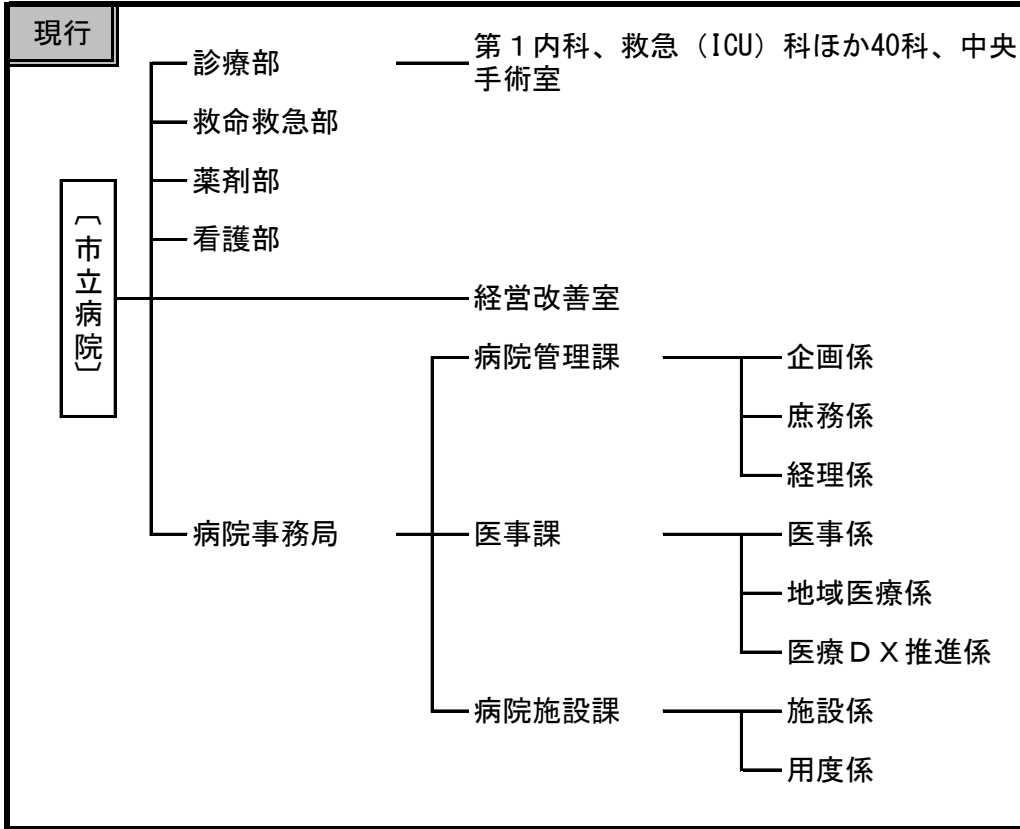 現行
診療部
第１内科、救急（ICU）科ほか40科、中央
手術室
救命救急部
薬剤部
看護部
〔市立病院〕
経営改善室
病院管理課
企画係
庶務係
経理係
病院事務局
医事課
医事係
地域医療係
医療ＤＸ推進係
病院施設課
施設係
用度係